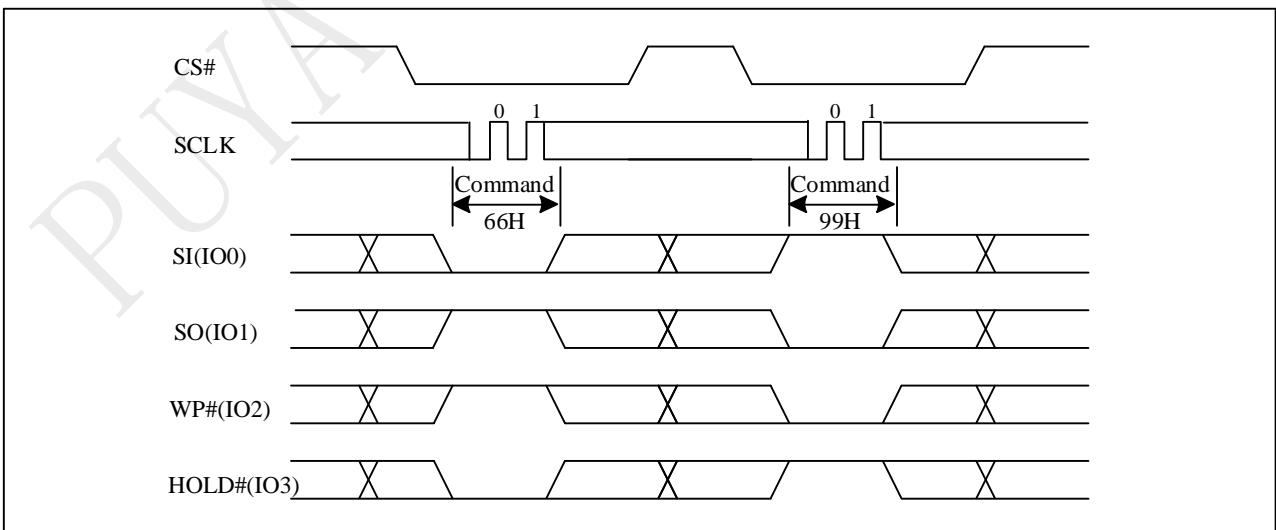 PUYA
CS#
0 1 0 1
SCLK
Command Command
66H 99H
SI(IO0)
SO(IO1)
WP#(IO2)
HOLD#(IO3)